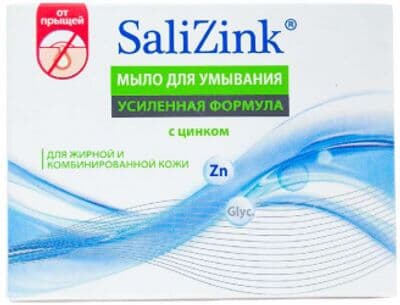 от
прыщей
SaliZink®
МЫЛО ДЛЯ УМЫВАНИЯ
УСИЛЕННАЯ ФОРМУЛА
С ЦИНКОМ
ДЛЯ ЖИРНОЙ И
КОМБИНИРОВАННОЙ КОЖИ
Zn
Glyc.